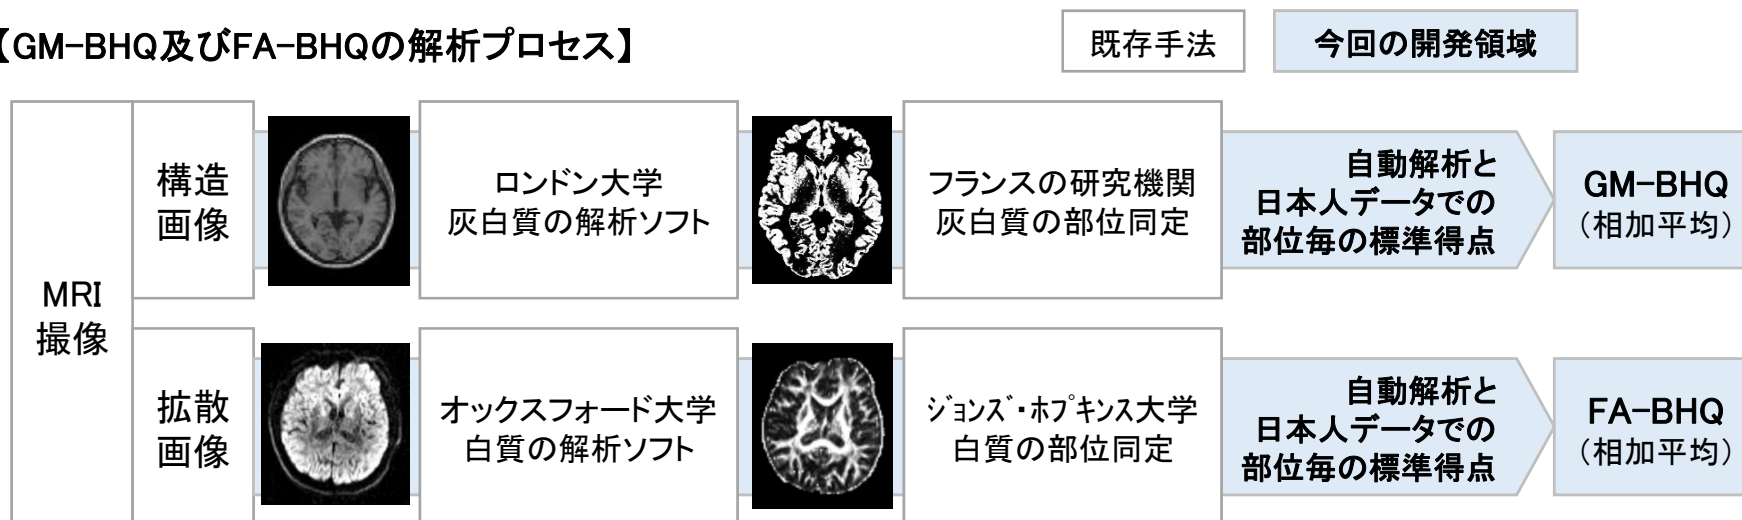 【GM-BHQ及びFA-BHQの解析プロセス】
既存手法
今回の開発領域
MRI
撮像
構造
画像
ロンドン大学
灰白質の解析ソフト
フランスの研究機関
灰白質の部位同定
自動解析と
日本人データでの
部位毎の標準得点
GM-BHQ
（相加平均）
拡散
画像
オックスフォード大学
白質の解析ソフト
ｼﾞｮﾝｽﾞ・ﾎﾌﾟｷﾝｽ大学
白質の部位同定
自動解析と
日本人データでの
部位毎の標準得点
FA-BHQ
（相加平均）